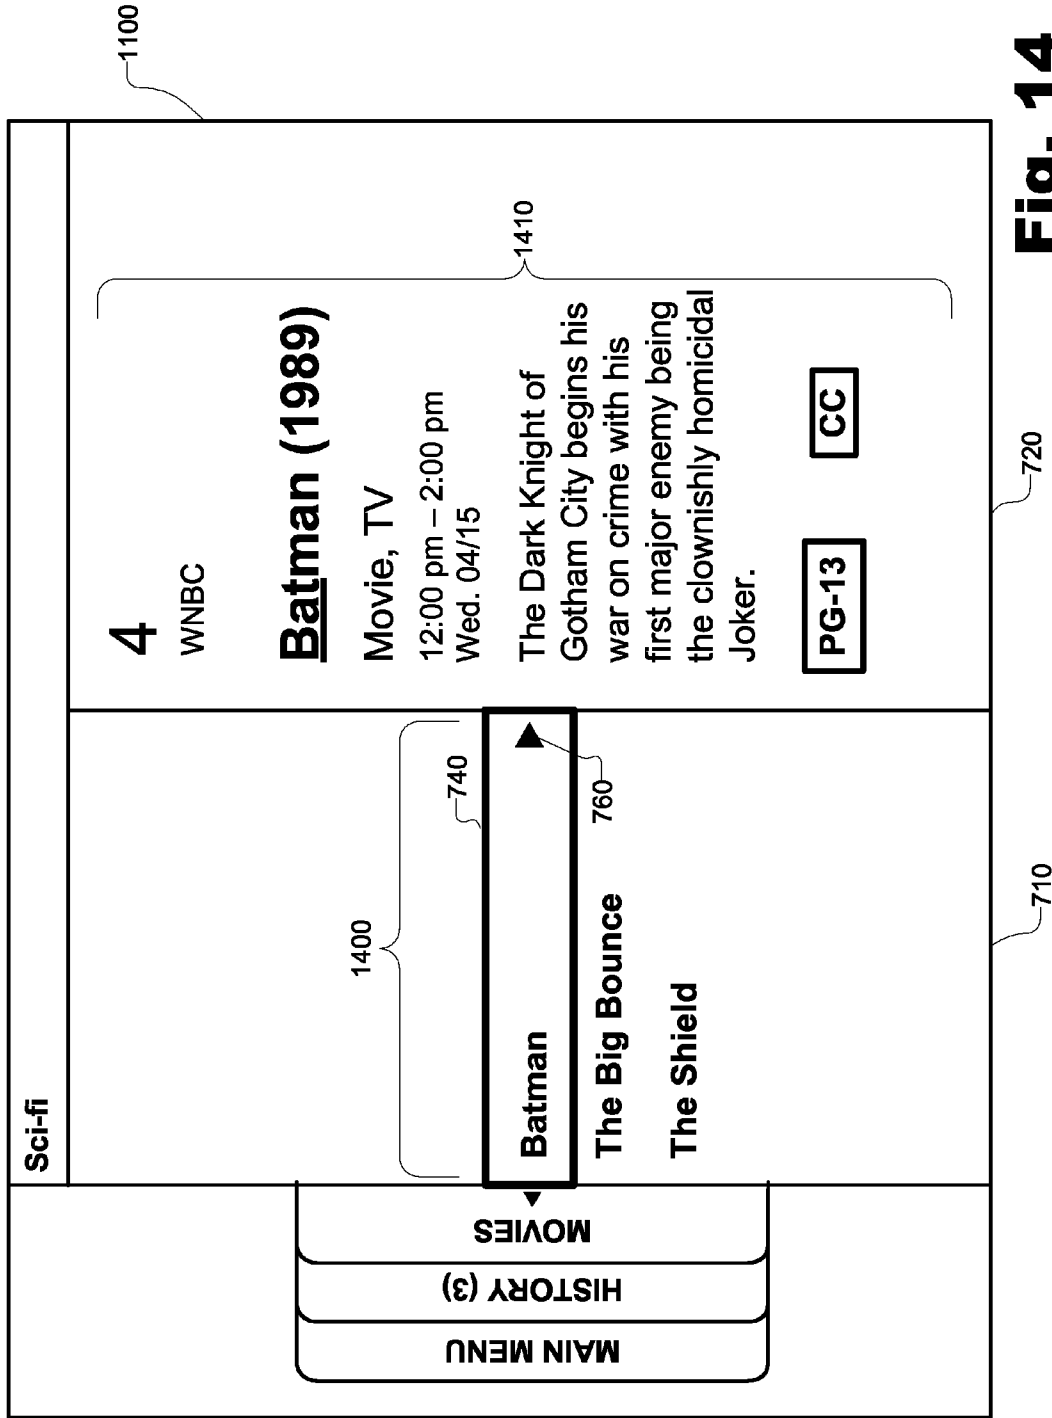 1100
Sci-fi
MAIN MENU
HISTORY (3)
MOVIES
1400
740
Batman
760
The Big Bounce
The Shield
4
WNBC
Batman (1989)
Movie, TV
12:00 pm – 2:00 pm
Wed. 04/15
The Dark Knight of
Gotham City begins his
war on crime with his
first major enemy being
the clownishly homicidal
Joker.
PG-13
CC
1410
710
720
Fig. 14